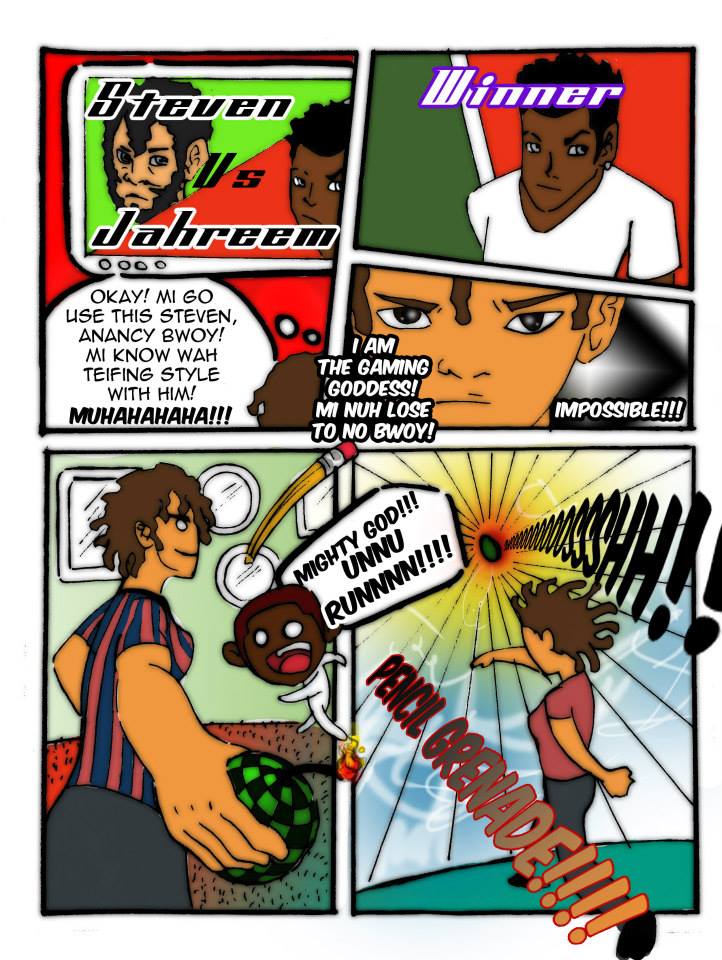 Steven
Vs
Jahreem
Winner
OKAY! MI GO
USE THIS STEVEN,
ANANCY BWOY!
MI KNOW WAH
TEIFING STYLE
WITH HIM!
MUHAHAHAHA!!!
I AM
THE GAMING
GODDESS!
MI NUH LOSE
TO NO BWOY!
IMPOSSIBLE!!!
MIGHTY GOD!!!
UNNU
RUNNNN!!!!
PENCIL GRENADE!!!!